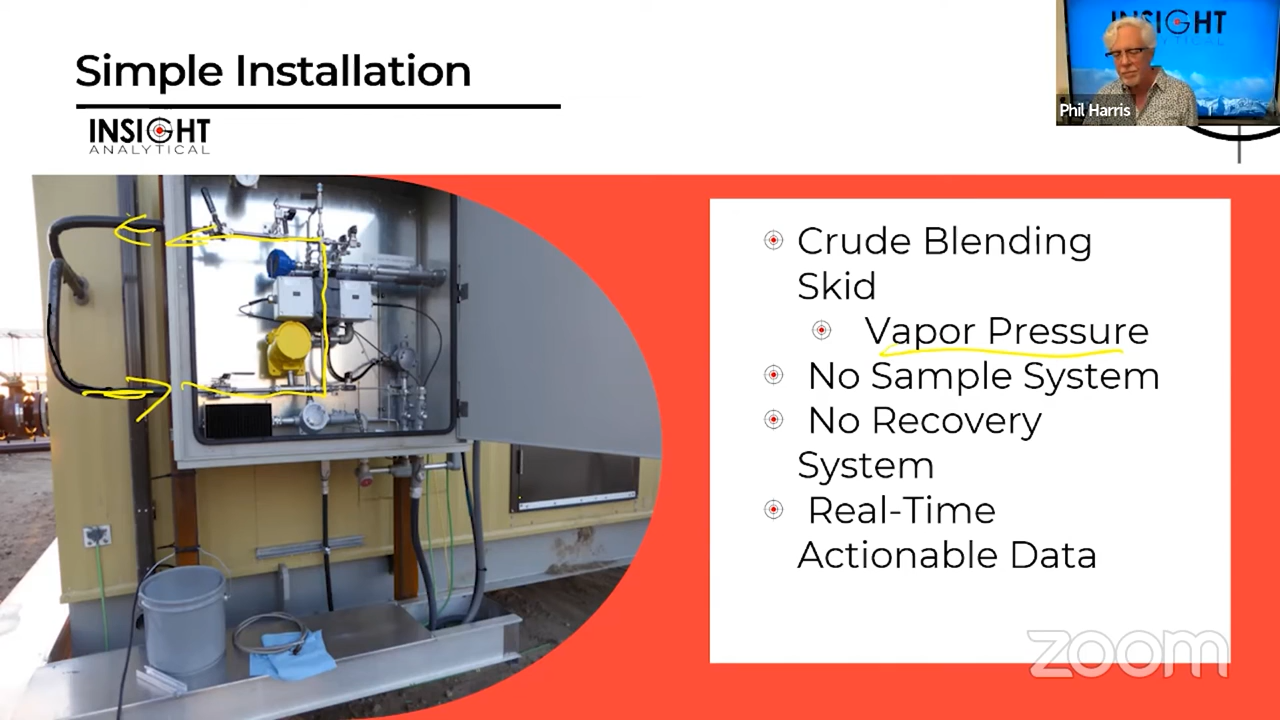 Simple Installation
INSIGHT
ANALYTICAL
INSIGHT
ANALYTICAL
Phil Harris
Crude Blending
Skid
Vapor Pressure
No Sample System
No Recovery
System
Real-Time
Actionable Data
zoom